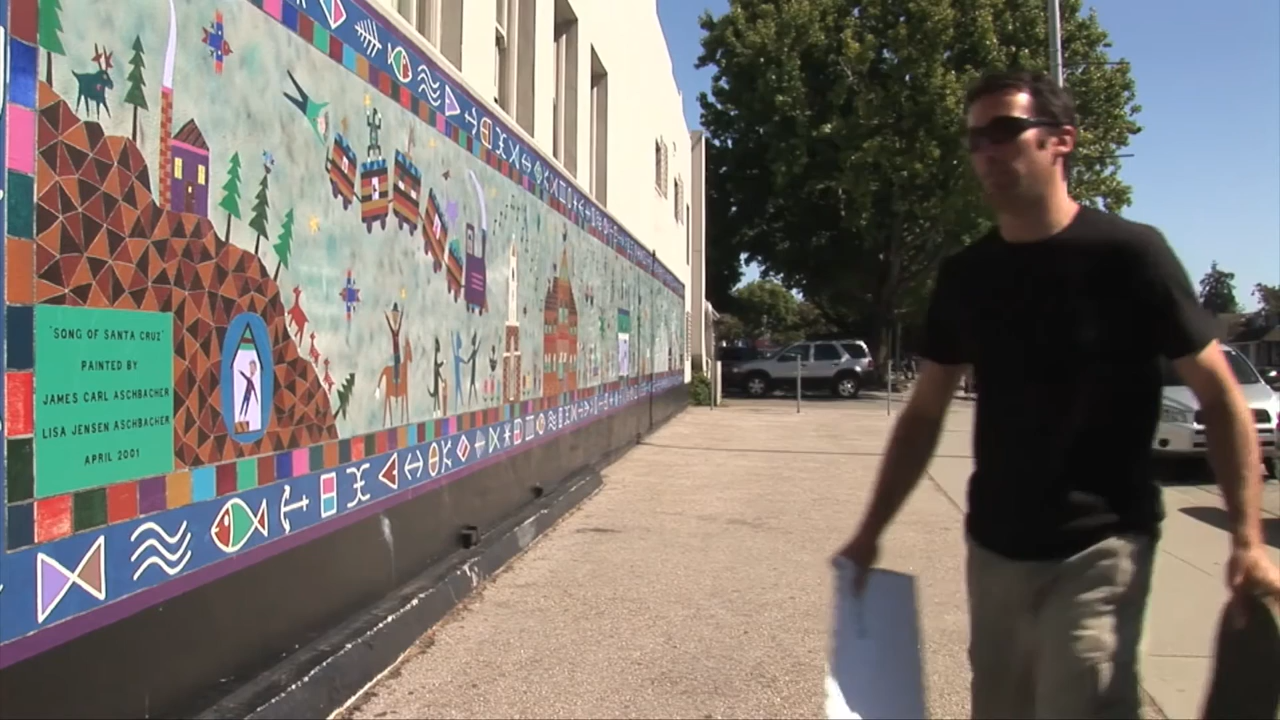 "SONG OF SANTA CRUZ"
PAINTED BY
JAMES CARL ASCHBACHER
LISA JENSEN ASCHBACHER
APRIL 2001